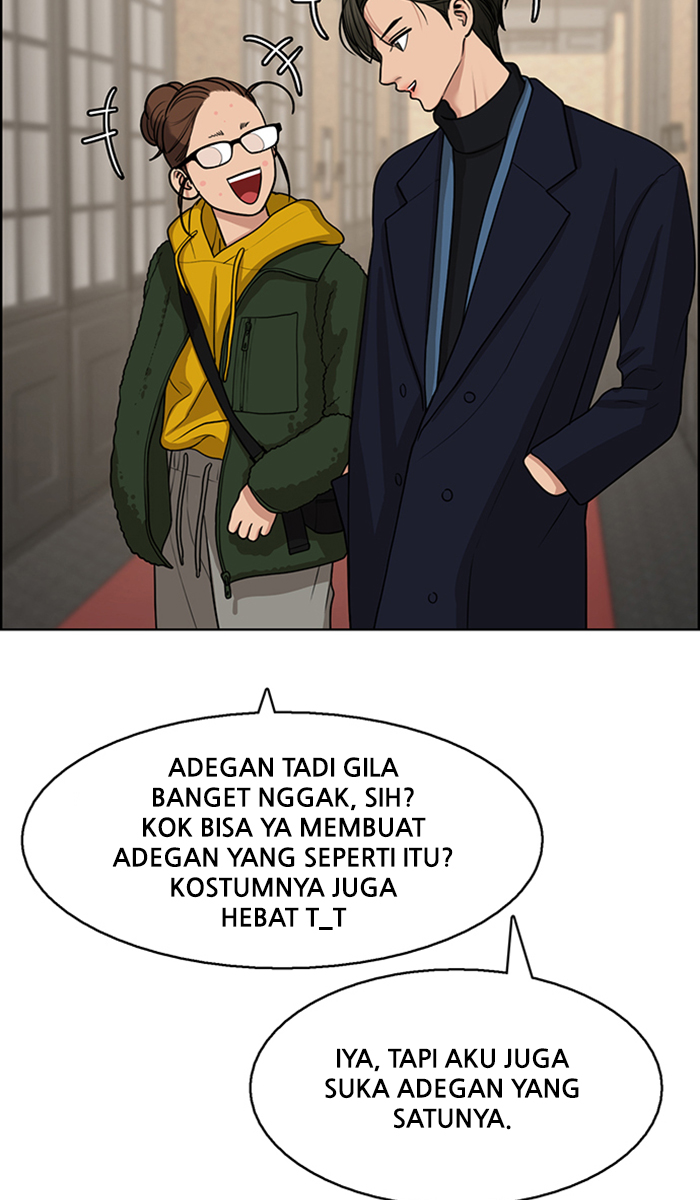 ADEGAN TADI GILA
BANGET NGGAK, SIH?
KOK BISA YA MEMBUAT
ADEGAN YANG SEPERTI ITU?
KOSTUMNYA JUGA
HEBAT T_T
IYA, TAPI AKU JUGA
SUKA ADEGAN YANG
SATUNYA.